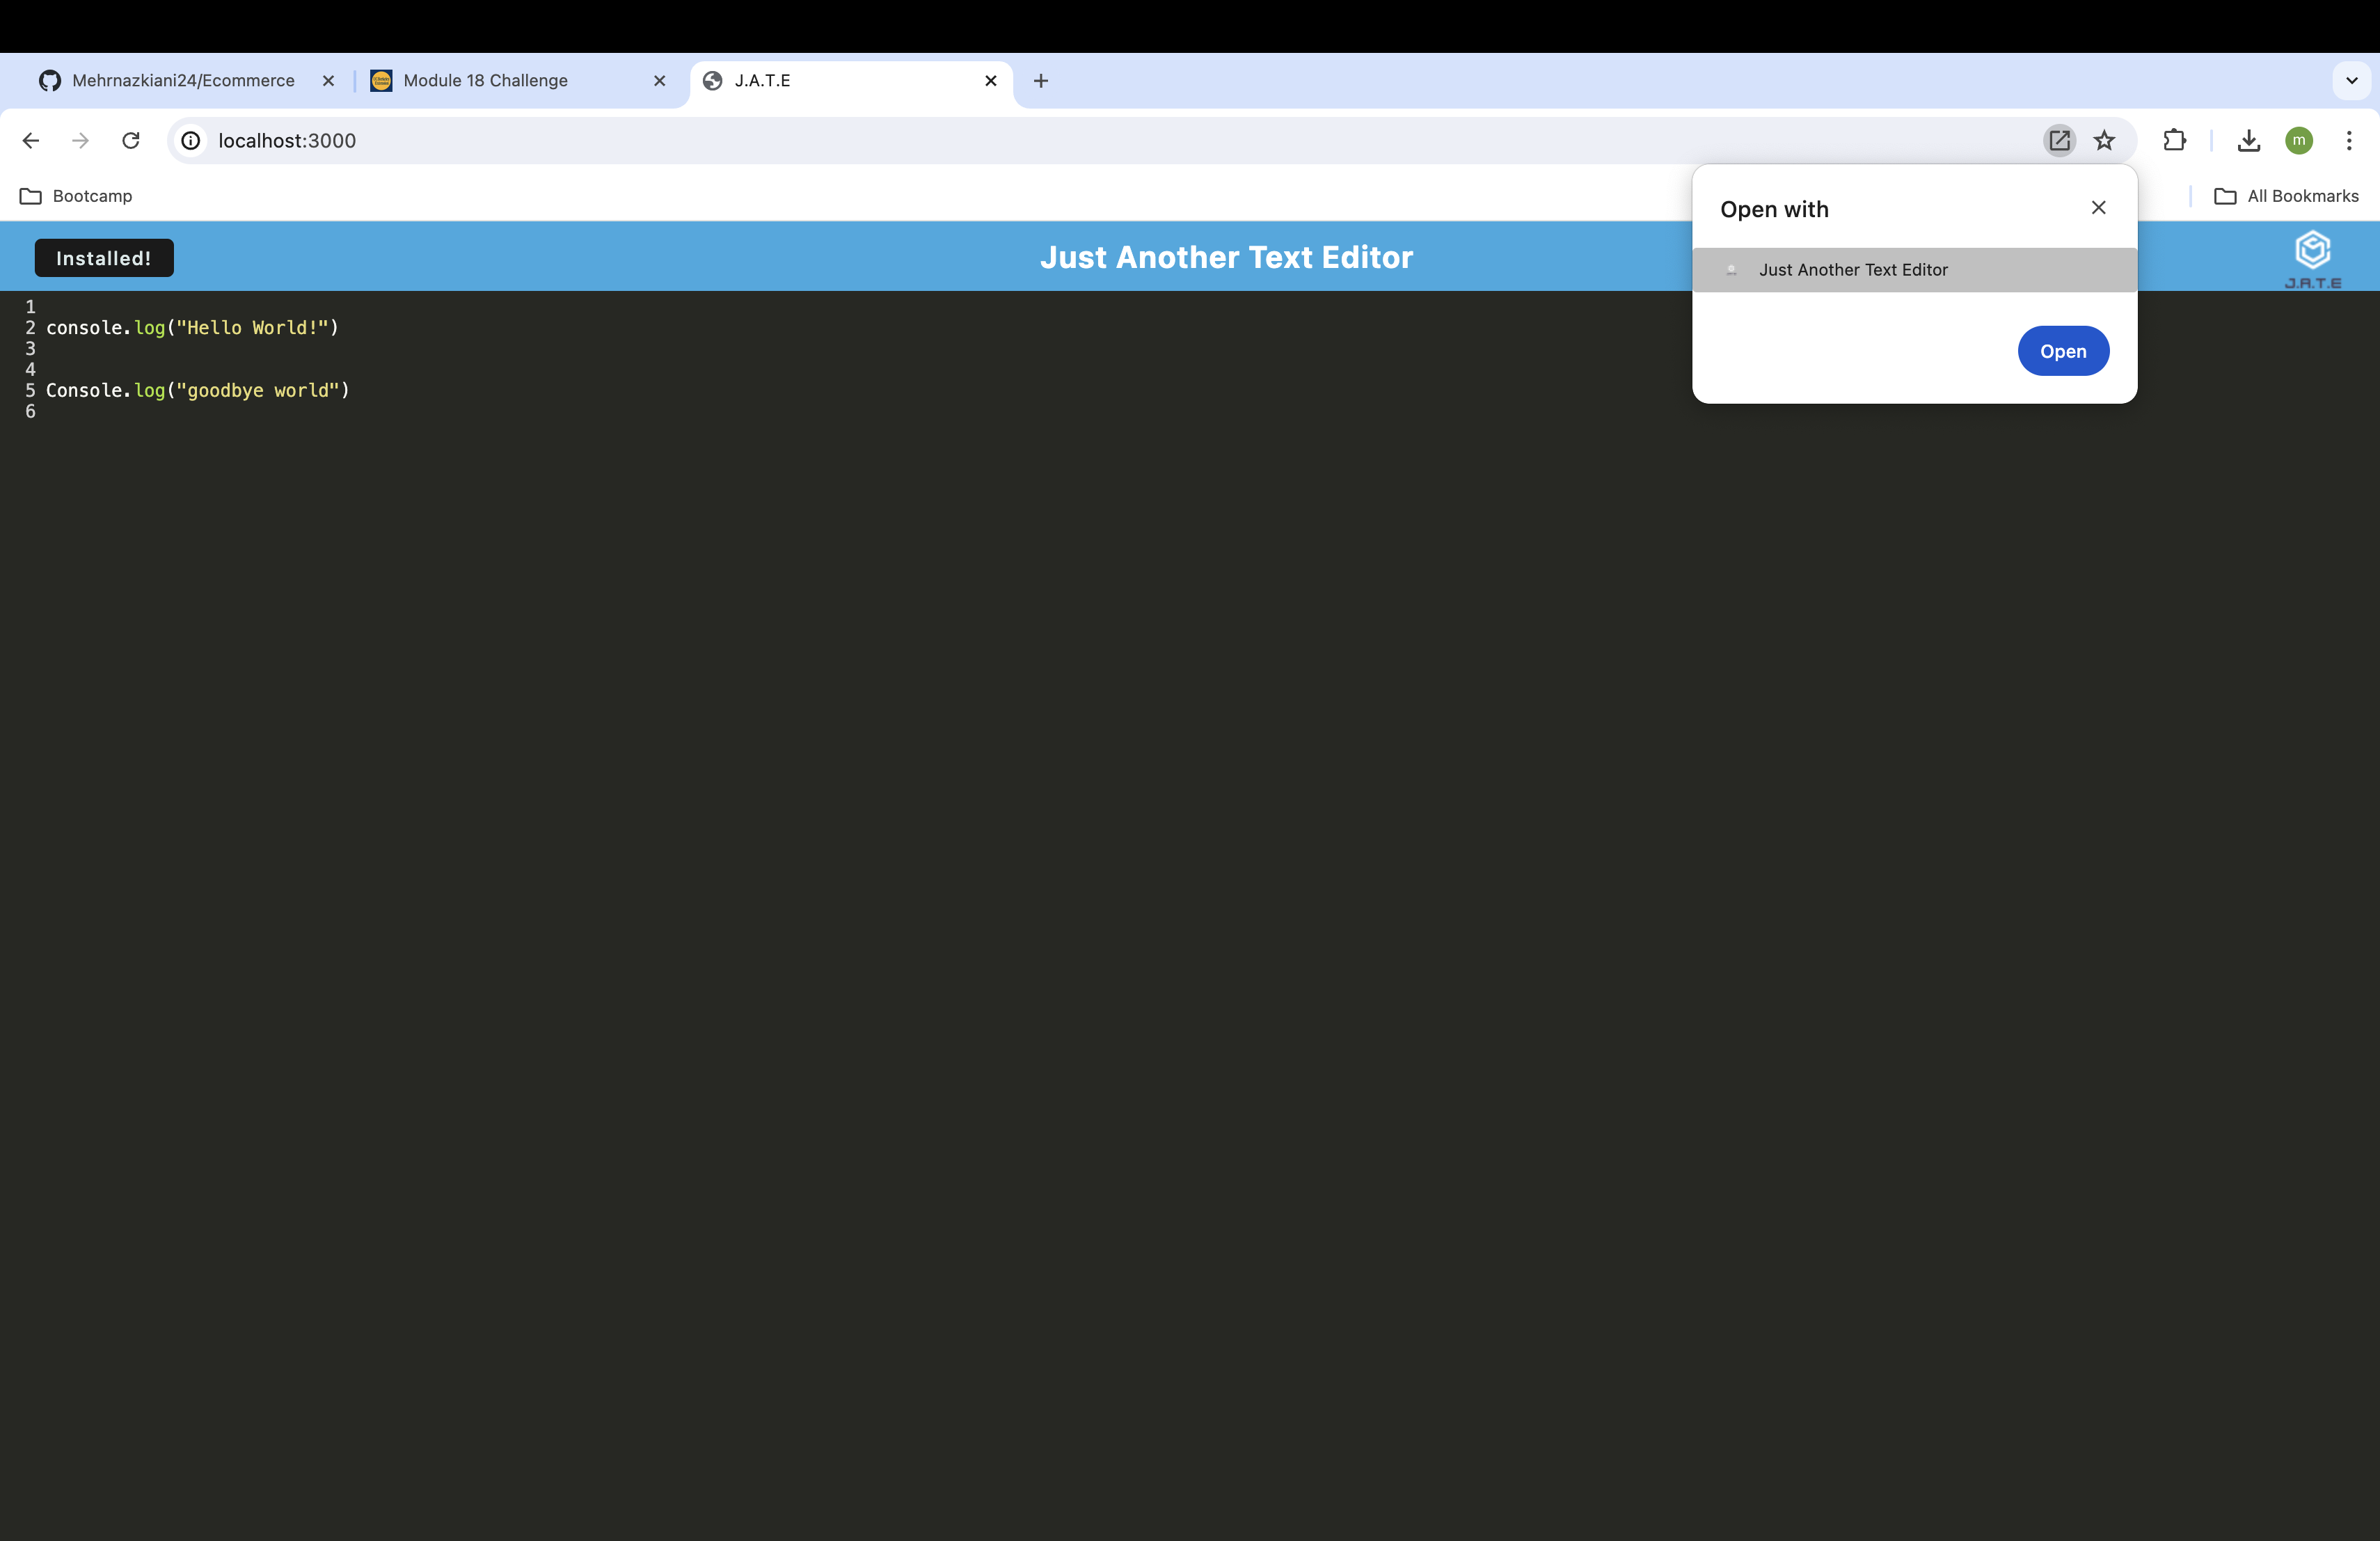 Mehrnazkiani24/Ecommerce
Module 18 Challenge
J.A.T.E
localhost:3000
m
Bootcamp
All Bookmarks
Open with
Just Another Text Editor
Open
Installed!
Just Another Text Editor
J.A.T.E
1
2 console.log("Hello World!")
3
4
5 Console.log("goodbye world")
6